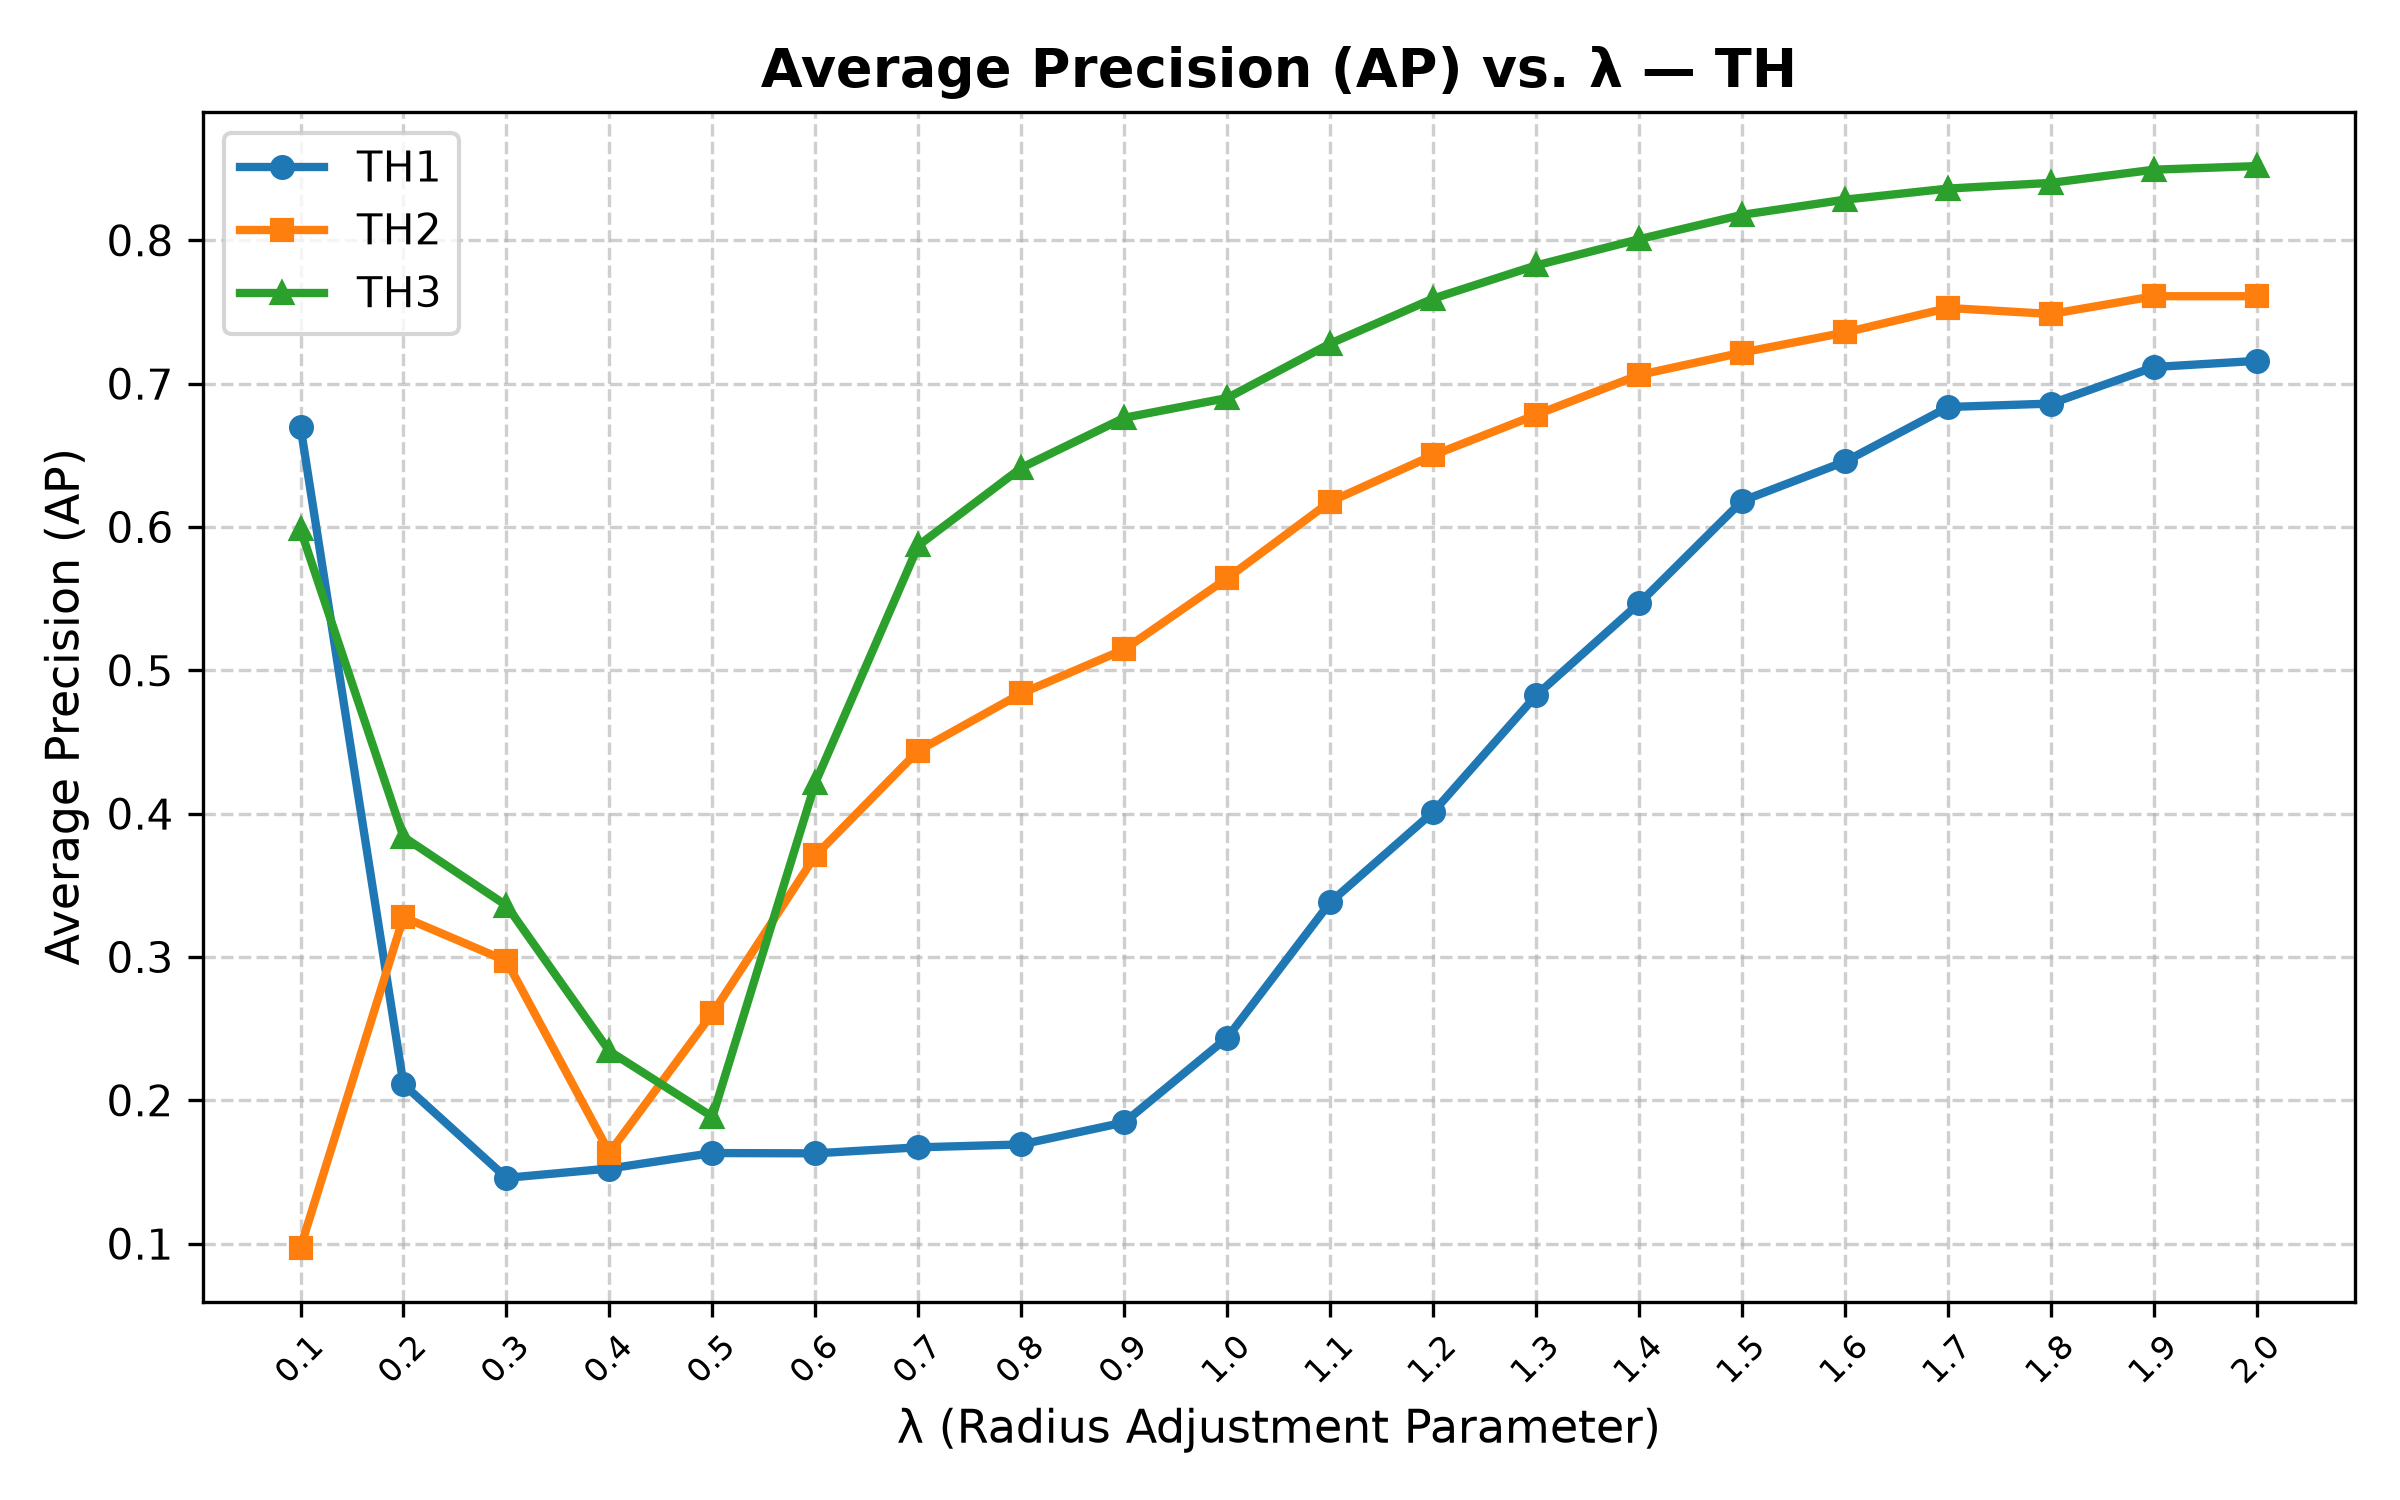 Average Precision (AP) vs. λ — TH
TH1
TH2
TH3
Average Precision (AP)
0.8
0.7
0.6
0.5
0.4
0.3
0.2
0.1
0.1 0.2 0.3 0.4 0.5 0.6 0.7 0.8 0.9 1.0 1.1 1.2 1.3 1.4 1.5 1.6 1.7 1.8 1.9 2.0
λ (Radius Adjustment Parameter)